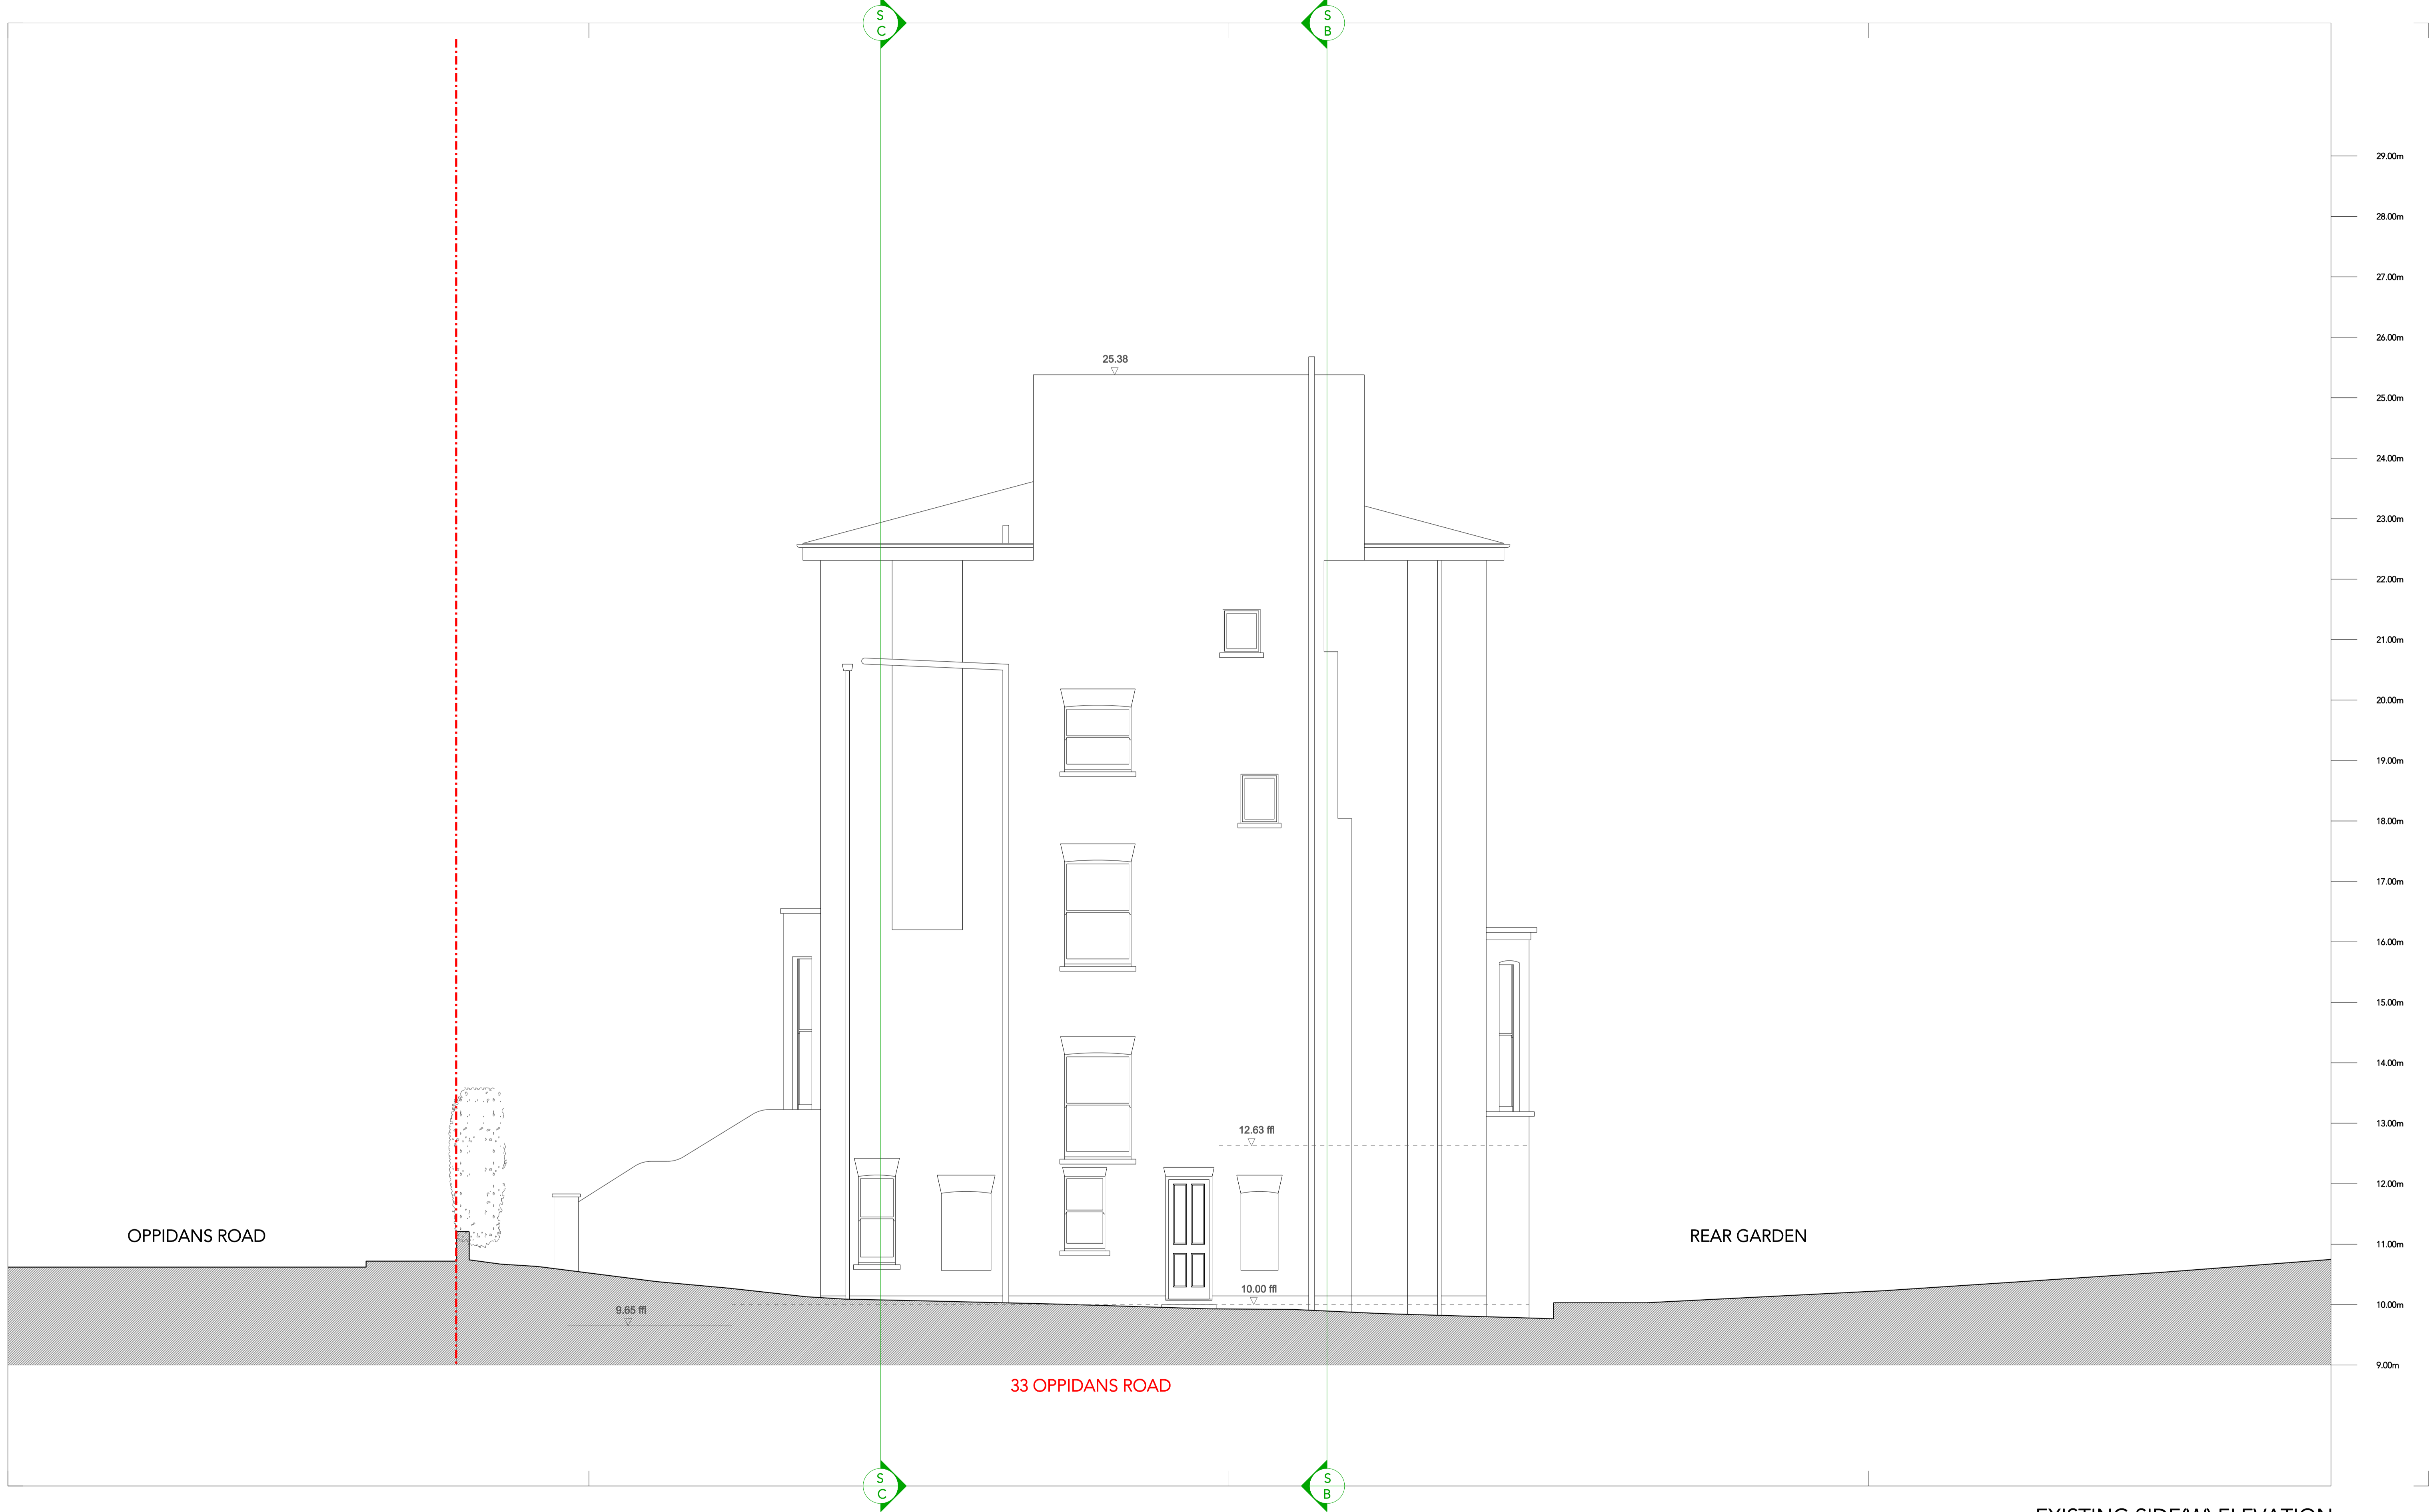 S
C
S
B
29.00m
28.00m
27.00m
26.00m
25.38
25.00m
24.00m
23.00m
22.00m
21.00m
20.00m
19.00m
18.00m
17.00m
16.00m
15.00m
14.00m
13.00m
12.63 ffl
12.00m
OPPIDANS ROAD
REAR GARDEN
11.00m
10.00 ffl
10.00m
9.65 ffl
9.00m
33 OPPIDANS ROAD
S
C
S
B
EXISTING SIDE(W) ELEVATION